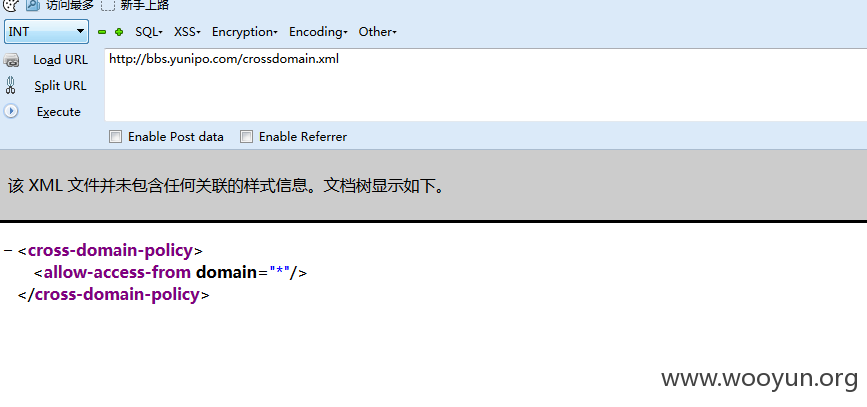 访问最多 新手上路
INT SQL- XSS- Encryption- Encoding- Other-
Load URL http://bbs.yunipo.com/crossdomain.xml
Split URL
Execute
Enable Post data Enable Referrer
该 XML 文件并未包含任何关联的样式信息。文档树显示如下。
− <cross-domain-policy>
<allow-access-from domain="*"/>
</cross-domain-policy>
www.wooyun.org